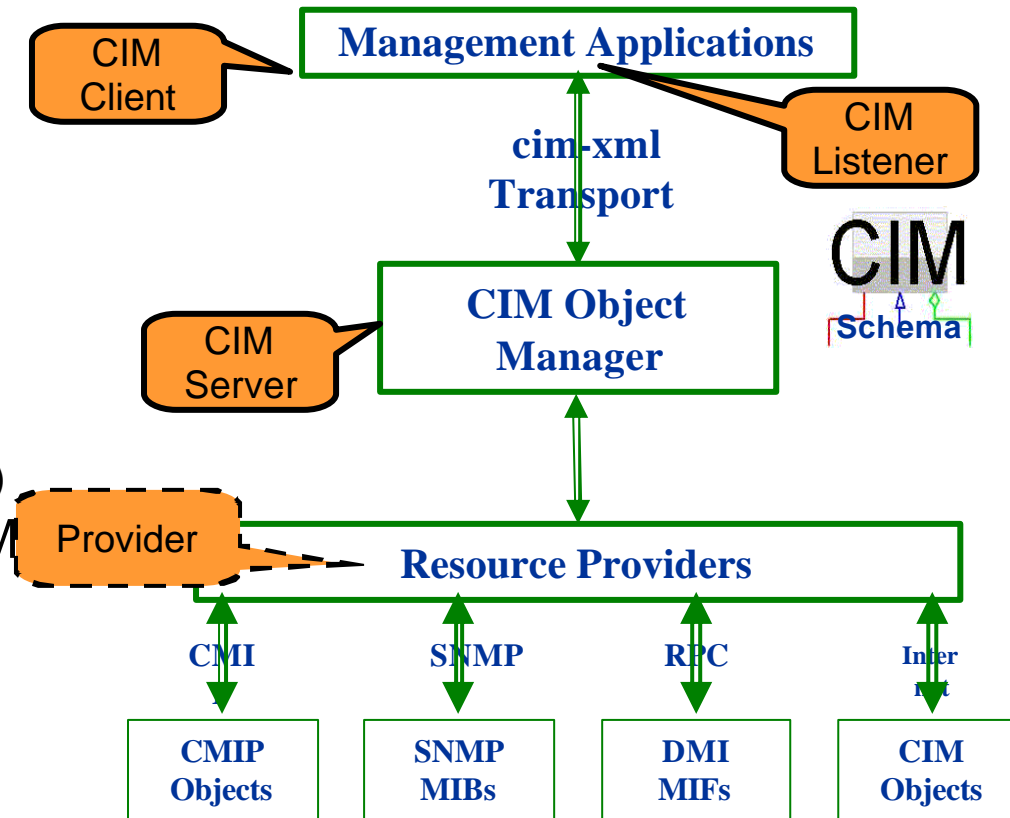 Management Applications
CIM
Client
CIM
Listener
cim-xml
Transport
CIM
Schema
CIM Object
Manager
CIM
Server
M
Provider
Resource Providers
CMI
SNMP
RPC
Inter
net
CMIP
Objects
SNMP
MIBs
DMI
MIFs
CIM
Objects